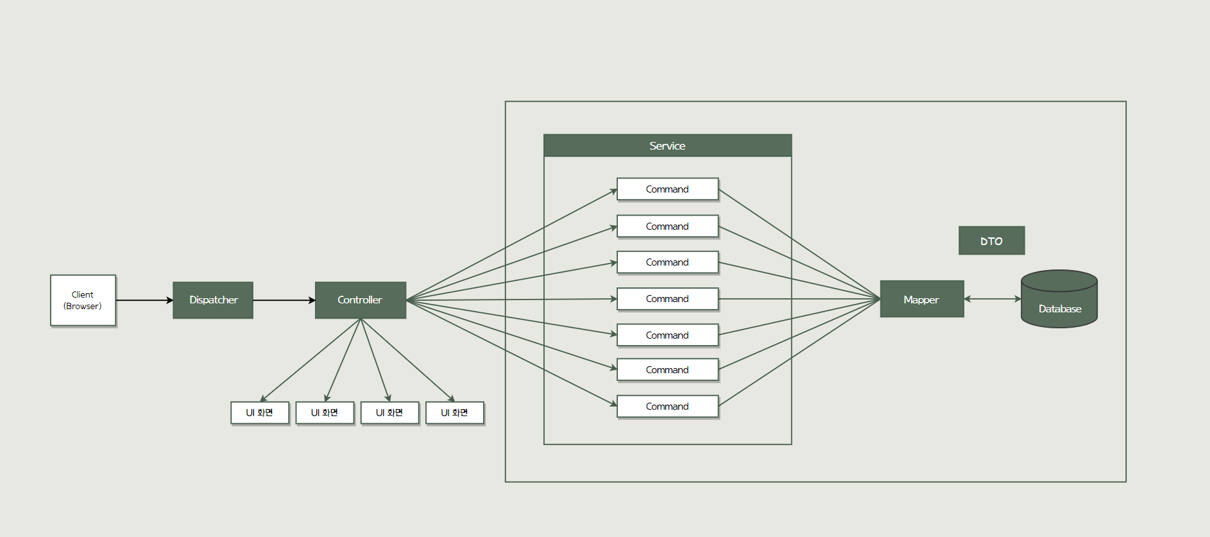 Service
Command
Command
Command
Command
Command
Command
Command
DTO
Client
(Browser)
Dispatcher
Controller
Mapper
Database
UI 화면
UI 화면
UI 화면
UI 화면